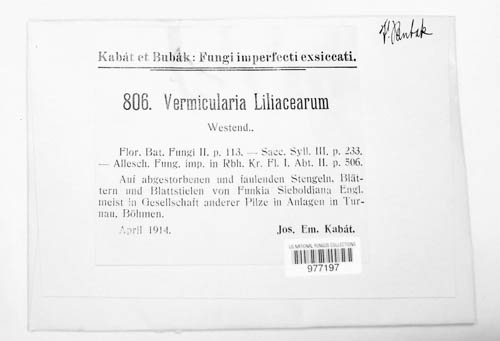 V. Bubák
Kabát et Bubák: Fungi imperfecti exsiccati.
806. Vermicularia Liliacearum
Westend..
Flor. Bat. Fungi II. p. 113. — Sacc. Syll. III. p. 233.
— Allesch. Fung. imp. in Rbh. Kr. Fl. I. Abt. II. p. 506.
Auf abgestorbenen und faulenden Stengeln, Blät-
tern und Blattstielen von Funkia Sieboldiana Engl.
meist in Gesellschaft anderer Pilze in Anlagen in Tur-
nau, Böhmen.
April 1914.
Jos. Em. Kabát.
US NATIONAL FUNGUS COLLECTIONS
977197